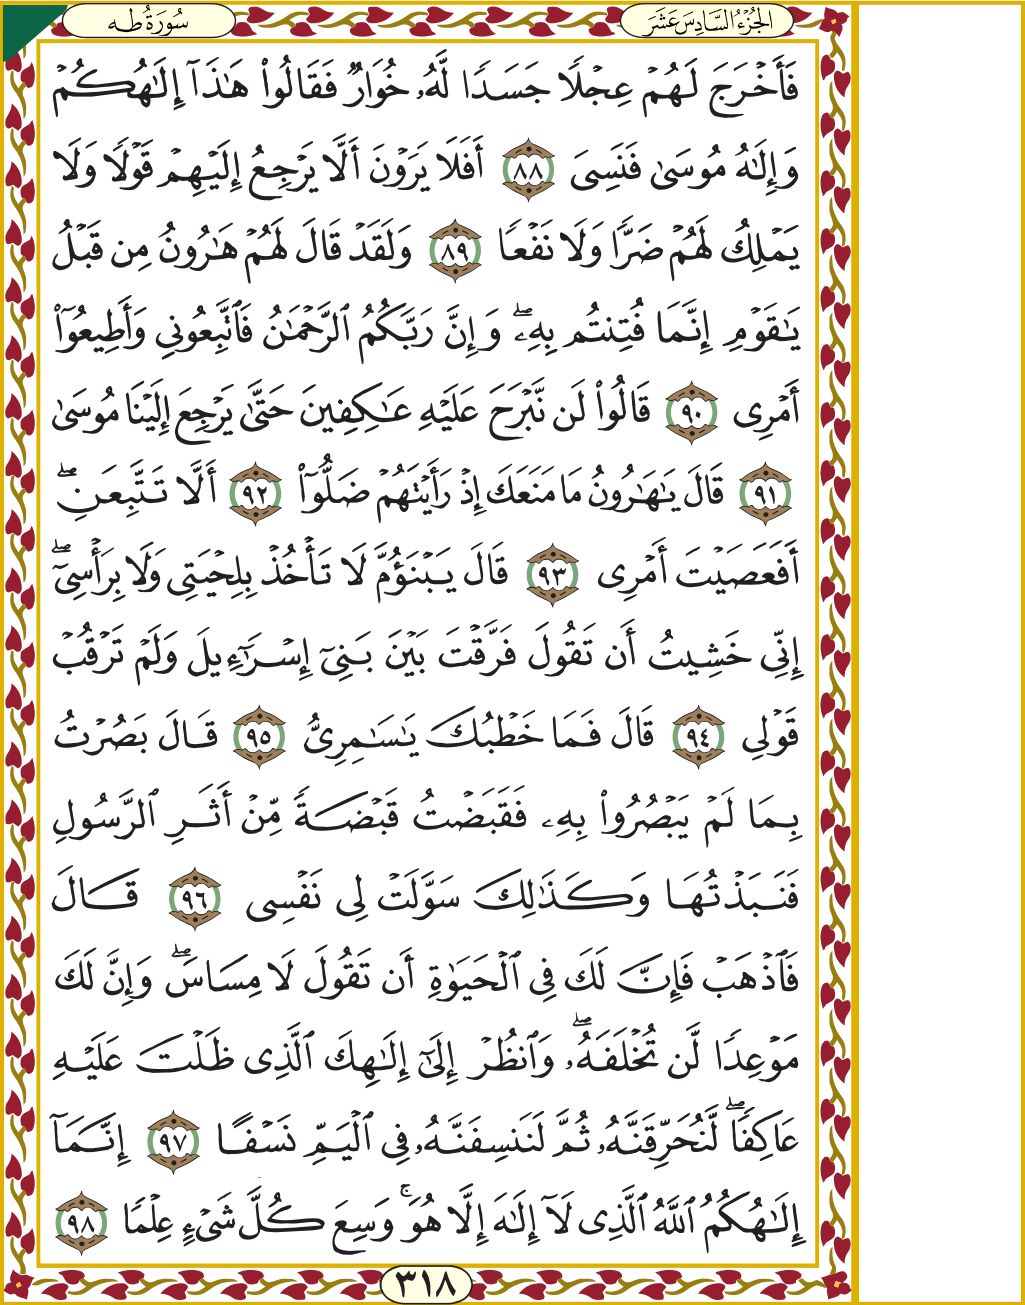 سُورَةُ طه
الجُزْءُ السَّادِسَ عَشَرَ
فَأَخْرَجَ لَهُمْ عِجْلًا جَسَدًا لَّهُۥ خُوَارٌ فَقَالُوا۟ هَٰذَآ إِلَٰهُكُمْ
وَإِلَٰهُ مُوسَىٰ فَنَسِىَ ٨٨ أَفَلَا يَرَوْنَ أَلَّا يَرْجِعُ إِلَيْهِمْ قَوْلًا وَلَا
يَمْلِكُ لَهُمْ ضَرًّا وَلَا نَفْعًا ٨٩ وَلَقَدْ قَالَ لَهُمْ هَٰرُونُ مِن قَبْلُ
يَٰقَوْمِ إِنَّمَا فُتِنتُم بِهِۦۖ وَإِنَّ رَبَّكُمُ ٱلرَّحْمَٰنُ فَٱتَّبِعُونِى وَأَطِيعُوٓا۟
أَمْرِى ٩٠ قَالُوا۟ لَن نَّبْرَحَ عَلَيْهِ عَٰكِفِينَ حَتَّىٰ يَرْجِعَ إِلَيْنَا مُوسَىٰ
٩١ قَالَ يَٰهَٰرُونُ مَا مَنَعَكَ إِذْ رَأَيْتَهُمْ ضَلُّوٓا۟ ٩٢ أَلَّا تَتَّبِعَنِۖ
أَفَعَصَيْتَ أَمْرِى ٩٣ قَالَ يَبْنَؤُمَّ لَا تَأْخُذْ بِلِحْيَتِى وَلَا بِرَأْسِىٓۖ
إِنِّى خَشِيتُ أَن تَقُولَ فَرَّقْتَ بَيْنَ بَنِىٓ إِسْرَٰٓءِيلَ وَلَمْ تَرْقُبْ
قَوْلِى ٩٤ قَالَ فَمَا خَطْبُكَ يَٰسَٰمِرِىُّ ٩٥ قَالَ بَصُرْتُ
بِمَا لَمْ يَبْصُرُوا۟ بِهِۦ فَقَبَضْتُ قَبْضَةً مِّنْ أَثَرِ ٱلرَّسُولِ
فَنَبَذْتُهَا وَكَذَٰلِكَ سَوَّلَتْ لِى نَفْسِى ٩٦ قَالَ
فَٱذْهَبْ فَإِنَّ لَكَ فِى ٱلْحَيَوٰةِ أَن تَقُولَ لَا مِسَاسَۖ وَإِنَّ لَكَ
مَوْعِدًا لَّن تُخْلَفَهُۥۖ وَٱنظُرْ إِلَىٰٓ إِلَٰهِكَ ٱلَّذِى ظَلْتَ عَلَيْهِ
عَاكِفًاۖ لَّنُحَرِّقَنَّهُۥ ثُمَّ لَنَنسِفَنَّهُۥ فِى ٱلْيَمِّ نَسْفًا ٩٧ إِنَّمَآ
إِلَٰهُكُمُ ٱللَّهُ ٱلَّذِى لَآ إِلَٰهَ إِلَّا هُوَۚ وَسِعَ كُلَّ شَىْءٍ عِلْمًا ٩٨
٣١٨